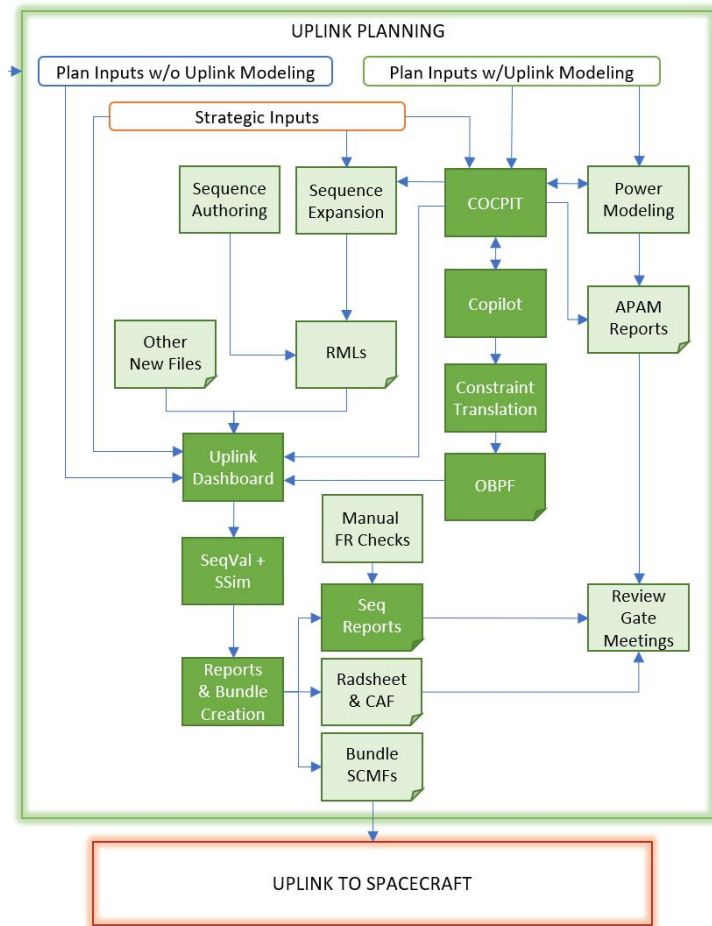 UPLINK PLANNING
Plan Inputs w/o Uplink Modeling
Plan Inputs w/Uplink Modeling
Strategic Inputs
Sequence
Authoring
Sequence
Expansion
COCPIT
Power
Modeling
Other
New Files
RMLs
Copilot
APAM
Reports
Constraint
Translation
Uplink
Dashboard
OBPF
Manual
FR Checks
SeqVal +
SSim
Seq
Reports
Review
Gate
Meetings
Reports
& Bundle
Creation
Radsheet
& CAF
Bundle
SCMFs
UPLINK TO SPACECRAFT